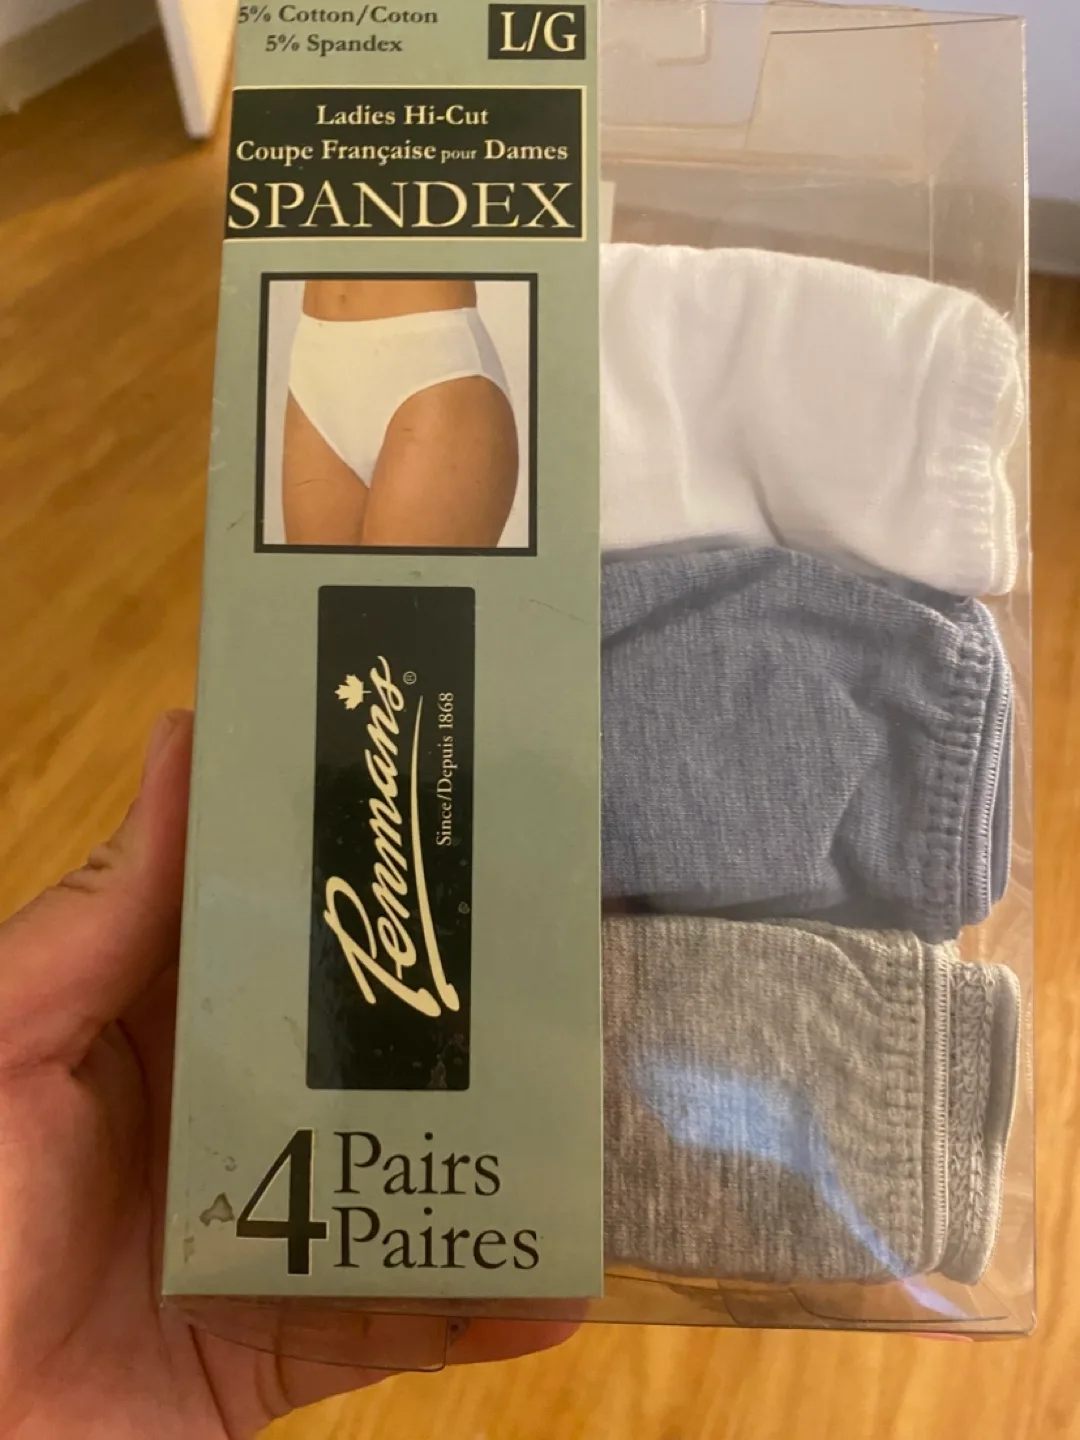 5% Cotton/Coton
5% Spandex
L/G
Ladies Hi-Cut
Coupe Française pour Dames
SPANDEX
Penmans®
Since/Depuis 1868
4 Pairs
Paires